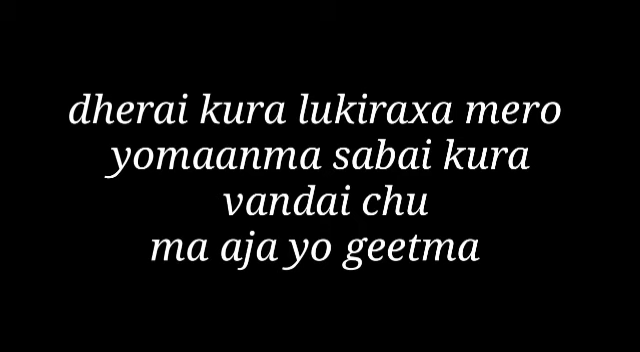 dherai kura lukiraxa mero
yomaanma sabai kura
vandai chu
ma aja yo geetma